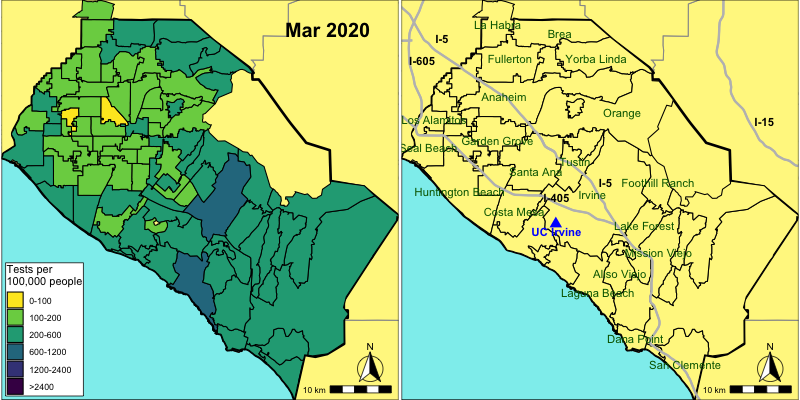 Mar 2020
Tests per
100,000 people
0-100
100-200
200-600
600-1200
1200-2400
>2400
N
10 km
La Habra
I-5
Brea
I-605
Fullerton
Yorba Linda
Anaheim
Orange
Los Alamitos
I-15
Seal Beach
Garden Grove
Tustin
Santa Ana
I-5
Foothill Ranch
Huntington Beach
I-405
Irvine
Costa Mesa
UC Irvine
Lake Forest
Mission Viejo
Aliso Viejo
Laguna Beach
Dana Point
San Clemente
N
10 km